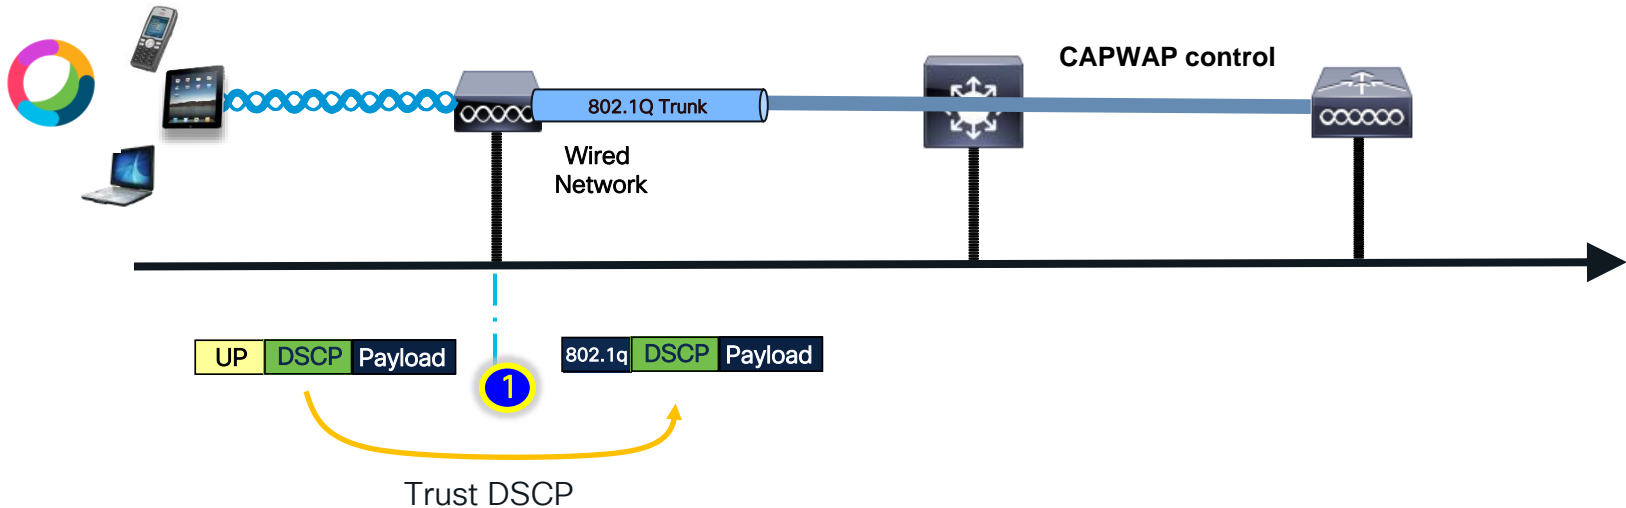 CAPWAP control
802.1Q Trunk
Wired
Network
UP DSCP Payload
802.1q DSCP Payload
1
Trust DSCP